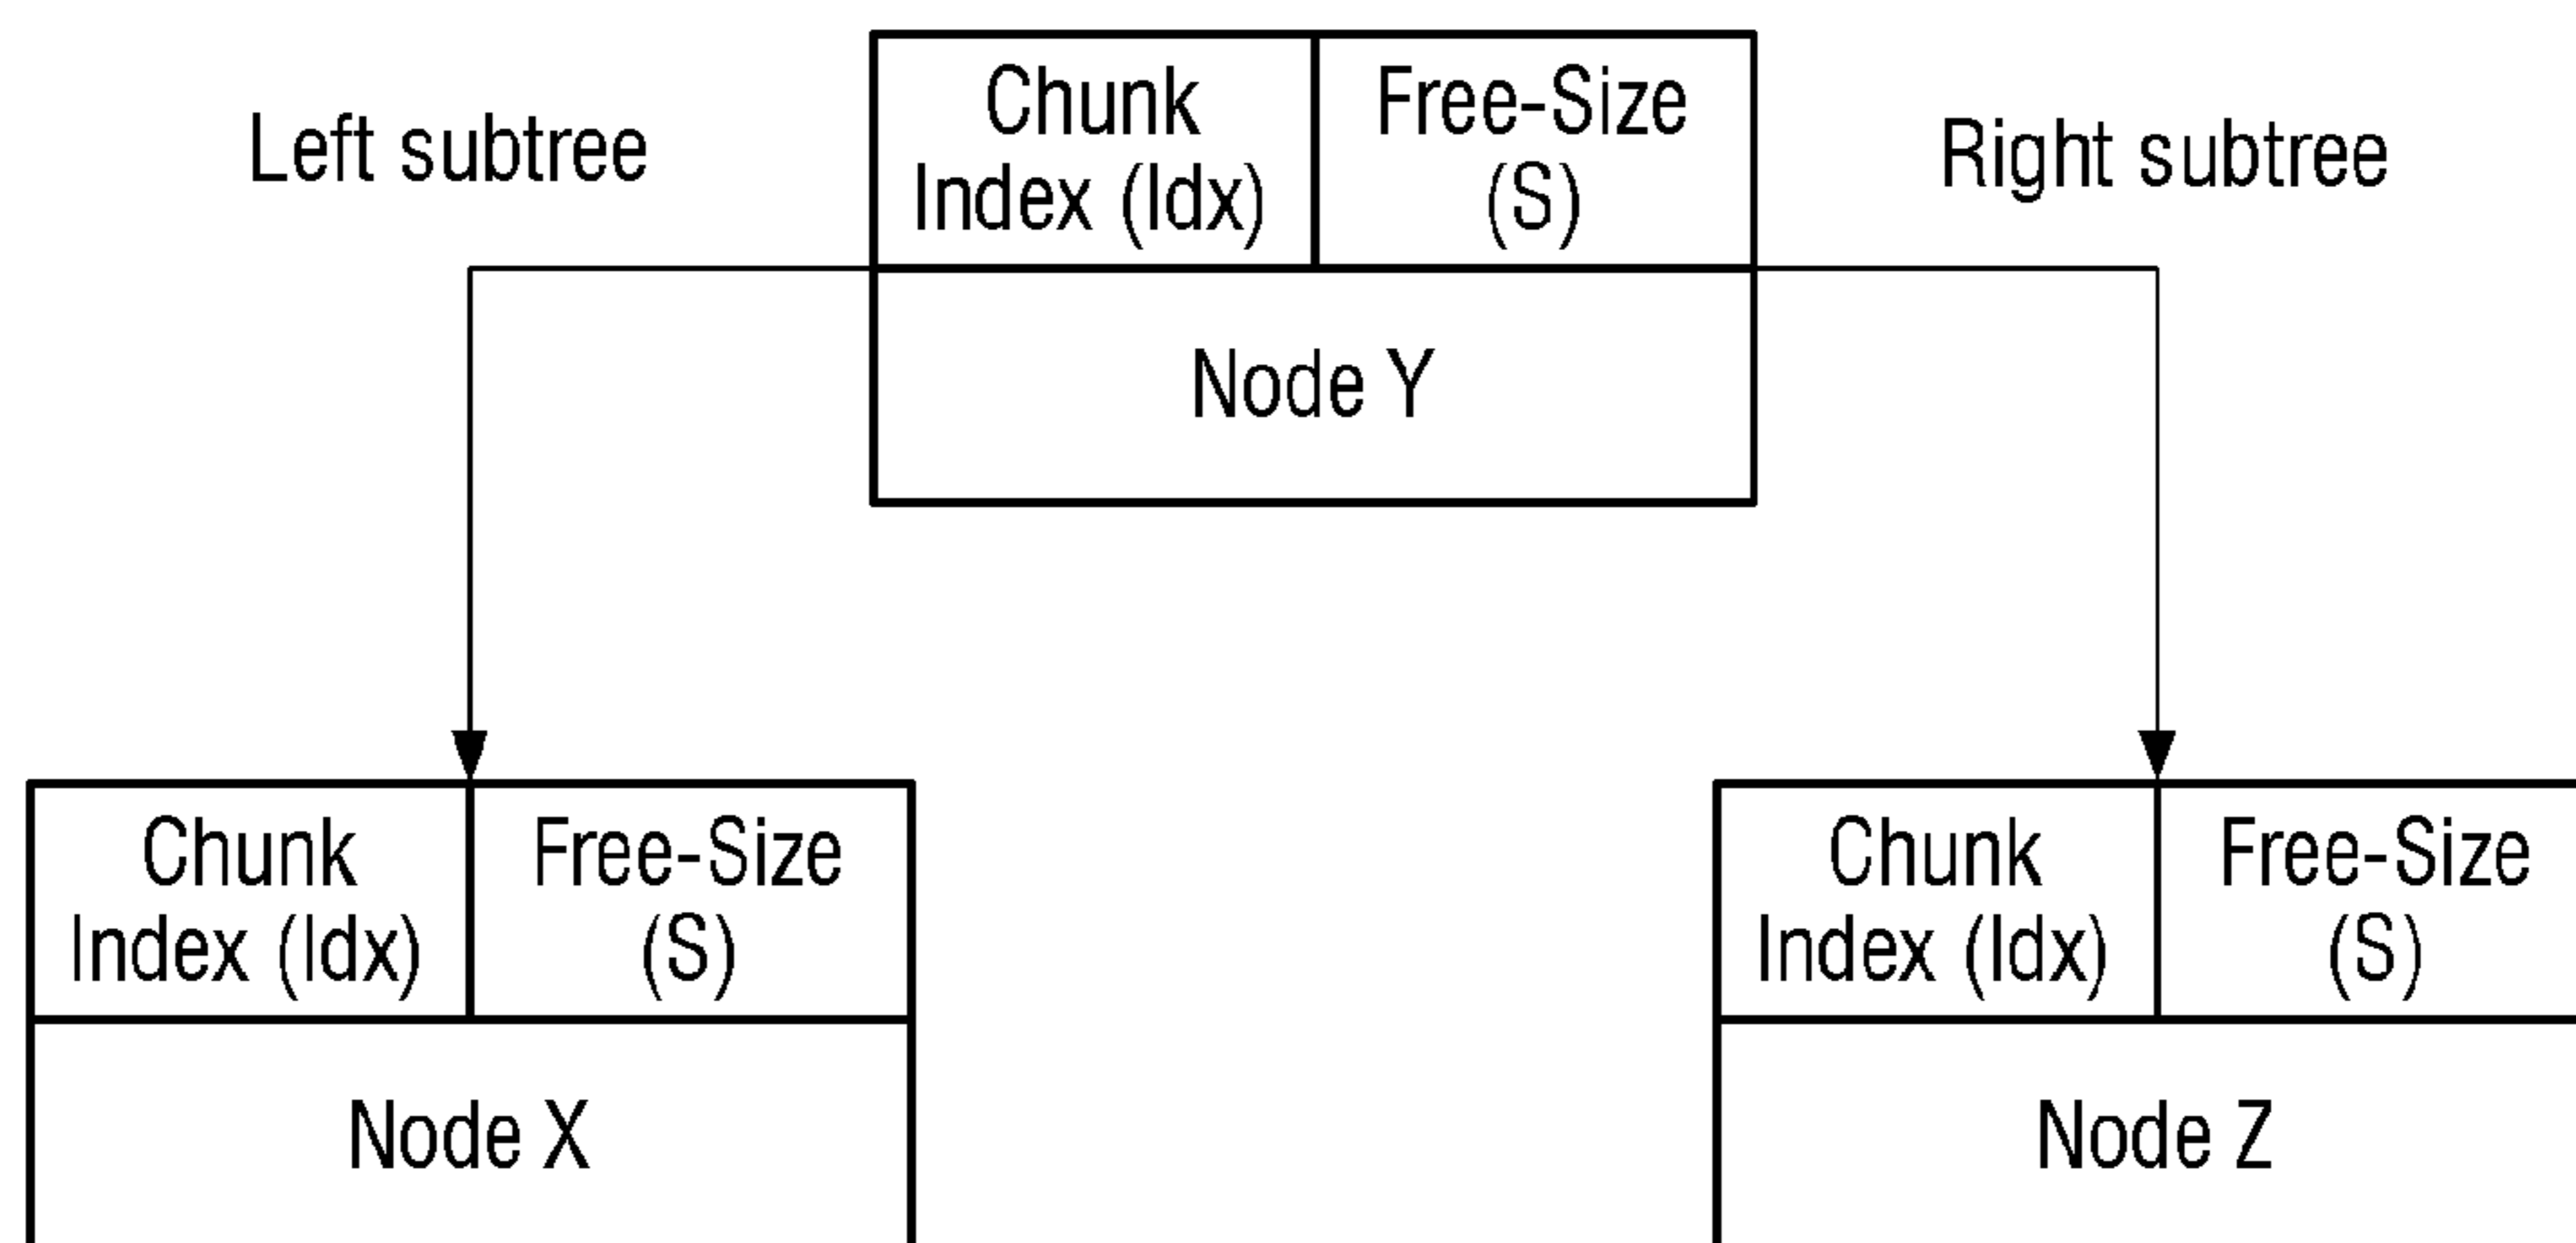 Left subtree
Chunk
Index (Idx)
Free-Size
(S)
Right subtree
Node Y
Chunk
Index (Idx)
Free-Size
(S)
Node X
Chunk
Index (Idx)
Free-Size
(S)
Node Z